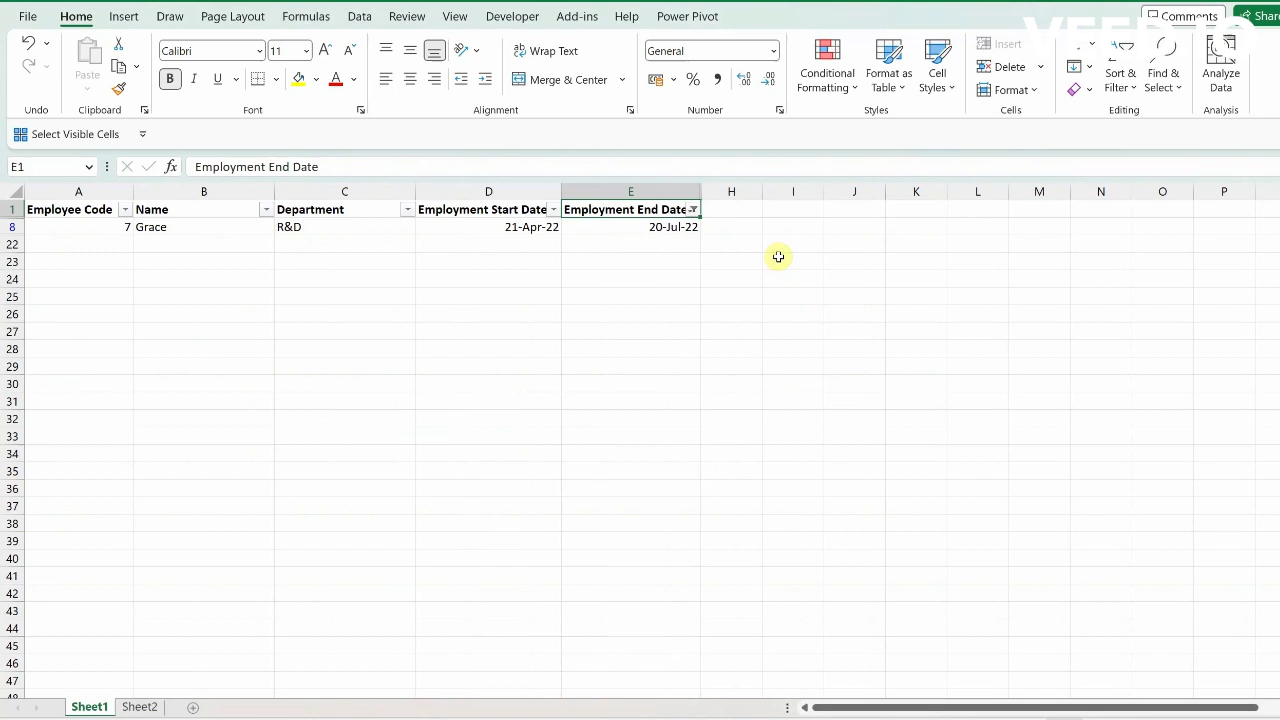 File Home Insert Draw Page Layout Formulas Data Review View Developer Add-ins Help Power Pivot Comments Shar
Paste Calibri 11 A A Wrap Text General Conditional Formatting Format as Table Cell Styles Insert Delete Format Sort & Filter Find & Select Analyze Data
B I U A Merge & Center % ,
Undo Clipboard Font Alignment Number Styles Cells Editing Analysis
Select Visible Cells
E1 fx Employment End Date
A B C D E H I J K L M N O P
1 Employee Code Name Department Employment Start Date Employment End Date
8 7 Grace R&D 21-Apr-22 20-Jul-22
22
23
24
25
26
27
28
29
30
31
32
33
34
35
36
37
38
39
40
41
42
43
44
45
46
47
48
Sheet1 Sheet2